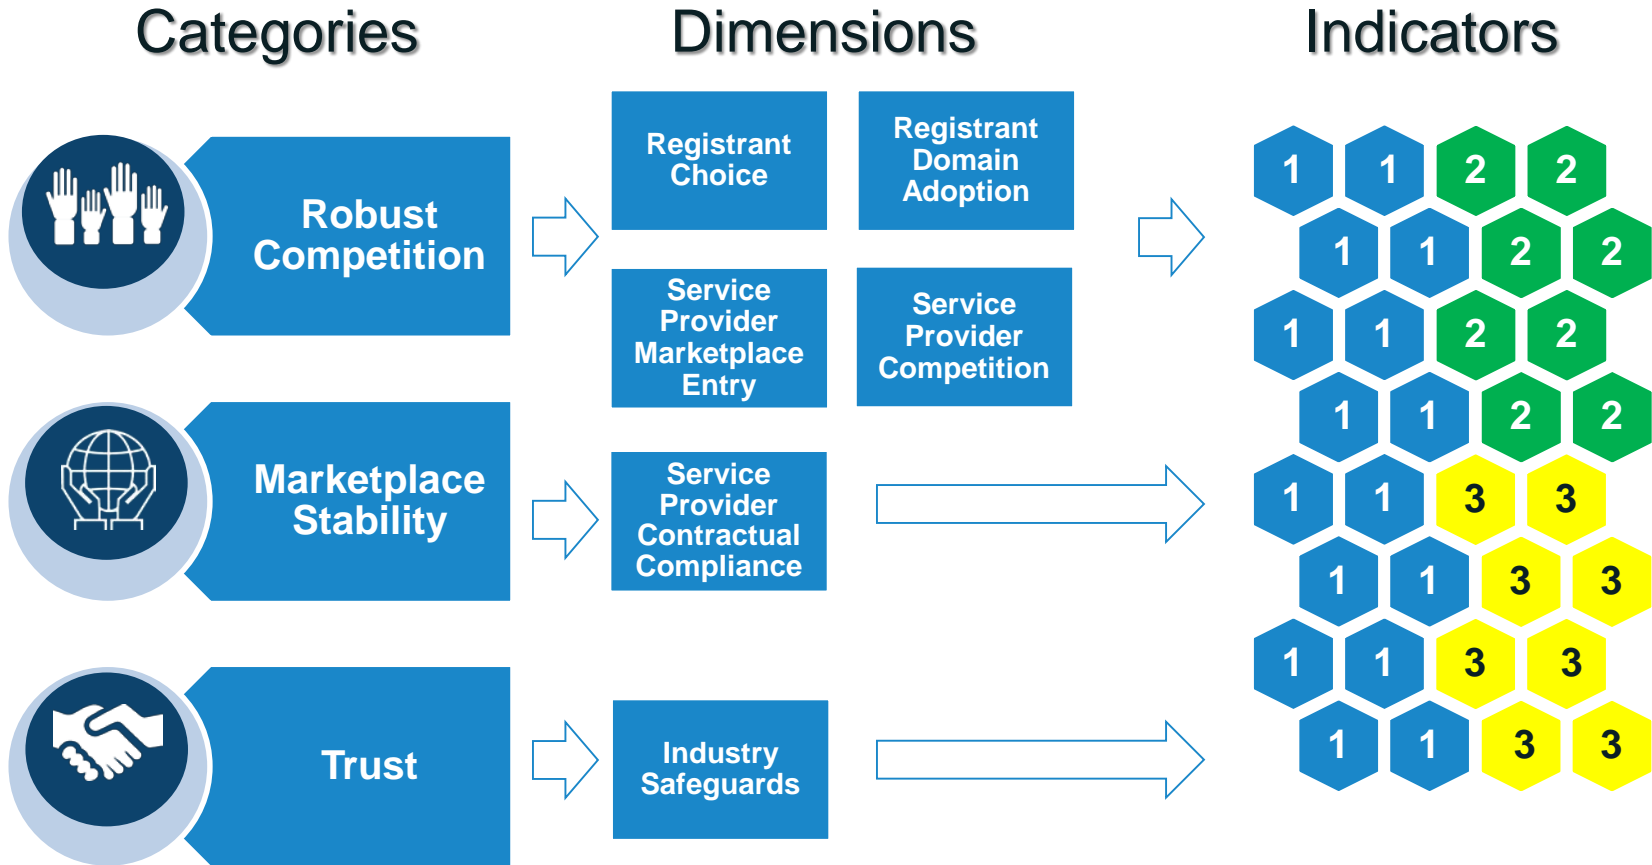 Categories
Dimensions
Indicators
Robust
Competition
Registrant
Choice
Registrant
Domain
Adoption
Service
Provider
Marketplace
Entry
Service
Provider
Competition
Marketplace
Stability
Service
Provider
Contractual
Compliance
Trust
Industry
Safeguards
1 1 2 2
1 1 2 2
1 1 2 2
1 1 2 2
1 1 3 3
1 1 3 3
1 1 3 3
1 1 3 3